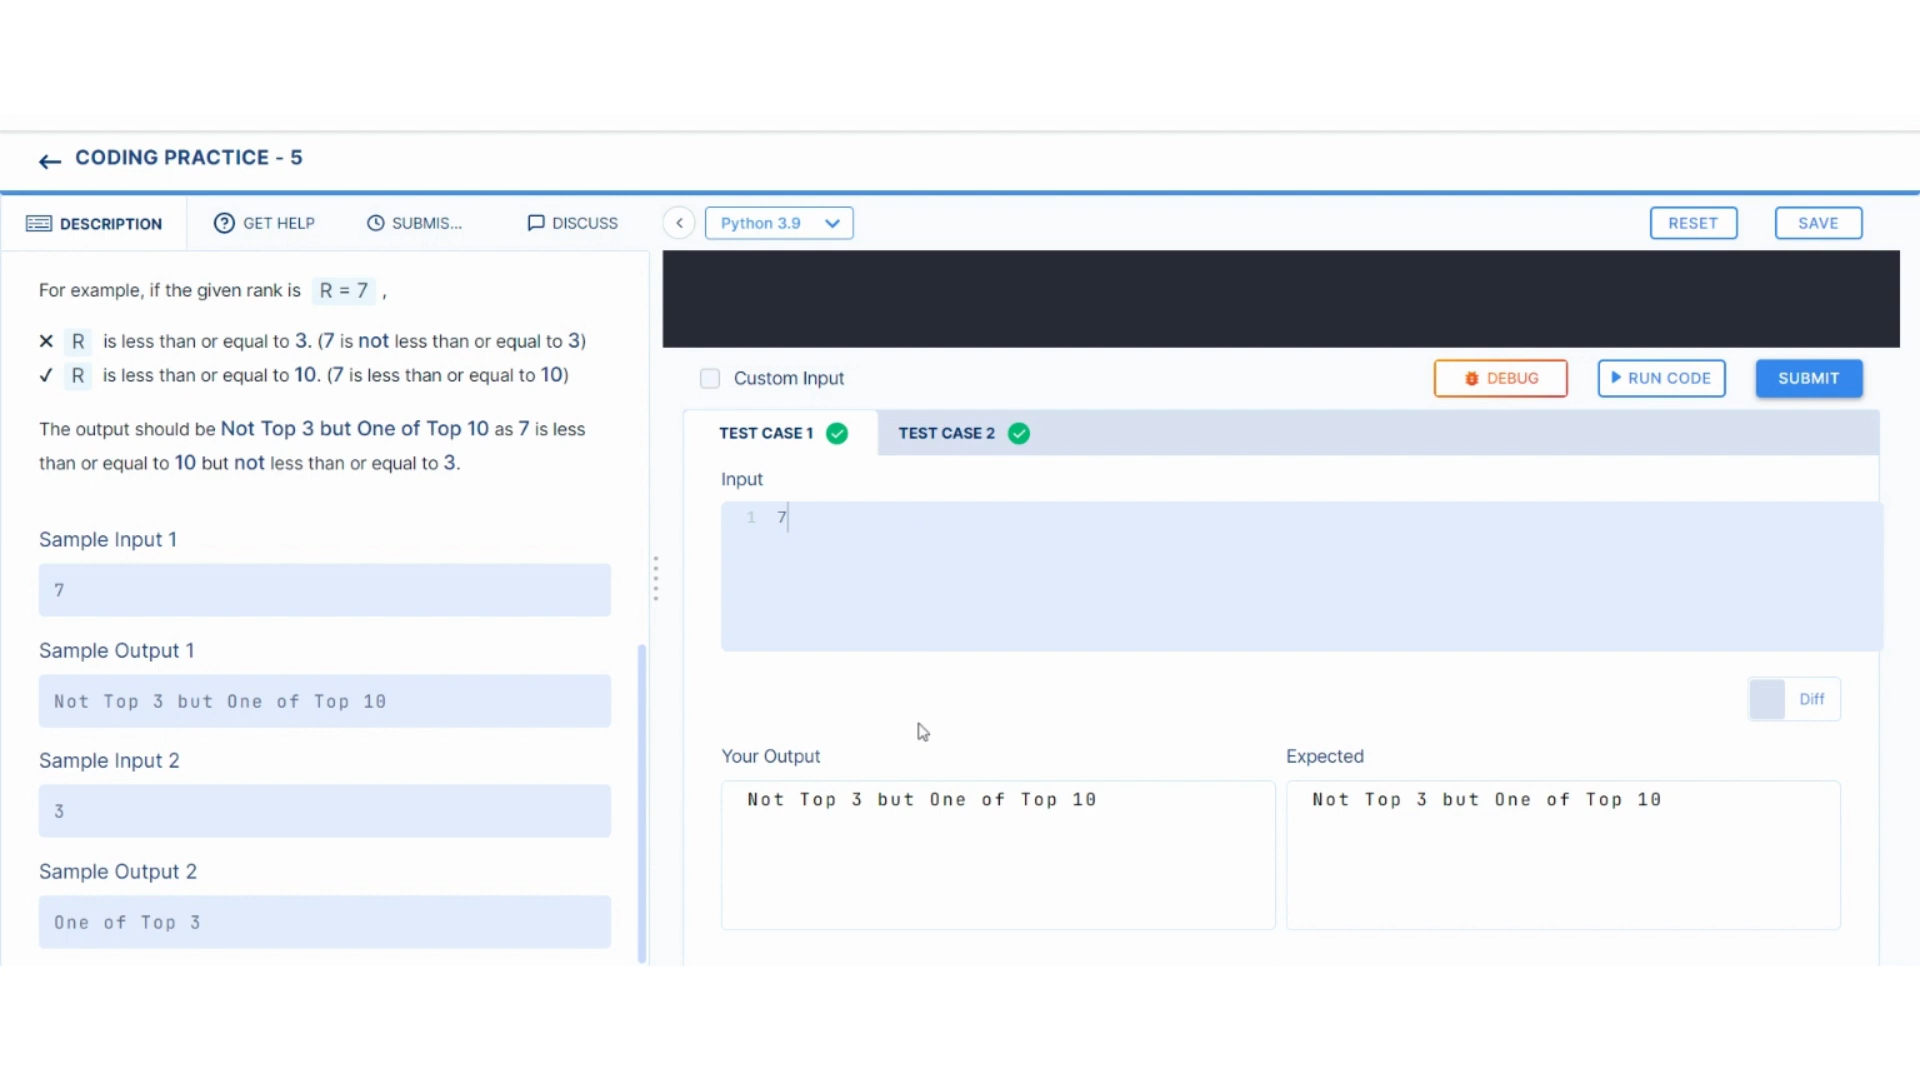 CODING PRACTICE - 5
DESCRIPTION
GET HELP
SUBMIS...
DISCUSS
Python 3.9
RESET
SAVE
For example, if the given rank is R = 7 ,
R is less than or equal to 3. (7 is not less than or equal to 3)
R is less than or equal to 10. (7 is less than or equal to 10)
The output should be Not Top 3 but One of Top 10 as 7 is less
than or equal to 10 but not less than or equal to 3.
Sample Input 1
7
Sample Output 1
Not Top 3 but One of Top 10
Sample Input 2
3
Sample Output 2
One of Top 3
Custom Input
DEBUG
RUN CODE
SUBMIT
TEST CASE 1
TEST CASE 2
Input
1 7
Diff
Your Output
Not Top 3 but One of Top 10
Expected
Not Top 3 but One of Top 10